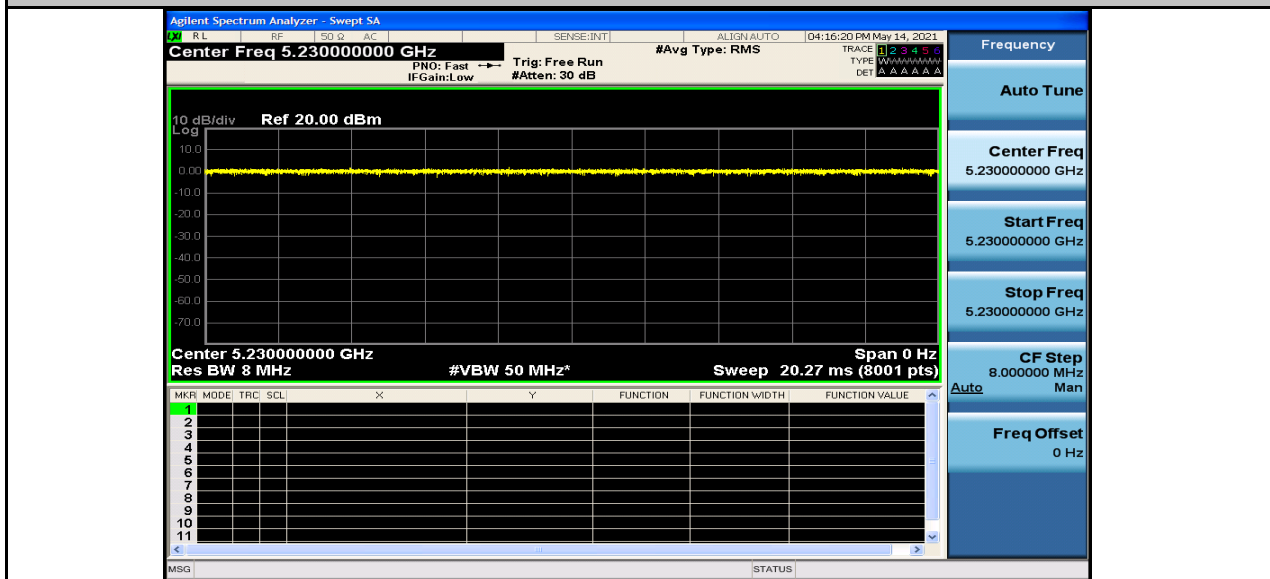 Agilent Spectrum Analyzer - Swept SA
LXI RL RF 50 Ω AC SENSE:INT ALIGN AUTO 04:16:20 PM May 14, 2021
Center Freq 5.230000000 GHz #Avg Type: RMS TRACE 1 2 3 4 5 6
PNO: Fast Trig: Free Run TYPE WWWWWW
IFGain:Low #Atten: 30 dB DET A A A A A A
10 dB/div Ref 20.00 dBm
Log
10.0
0.00
-10.0
-20.0
-30.0
-40.0
-50.0
-60.0
-70.0
Center 5.230000000 GHz Span 0 Hz
Res BW 8 MHz #VBW 50 MHz* Sweep 20.27 ms (8001 pts)
MKR MODE TRC SCL X Y FUNCTION FUNCTION WIDTH FUNCTION VALUE
1
2
3
4
5
6
7
8
9
10
11
MSG STATUS
Frequency
Auto Tune
Center Freq
5.230000000 GHz
Start Freq
5.230000000 GHz
Stop Freq
5.230000000 GHz
CF Step
8.000000 MHz
Auto Man
Freq Offset
0 Hz